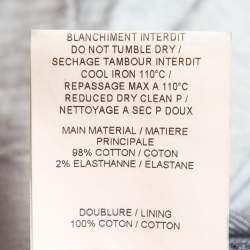 BLANCHIMENT INTERDIT
DO NOT TUMBLE DRY /
SECHAGE TAMBOUR INTERDIT
COOL IRON 110°C /
REPASSAGE MAX A 110°C
REDUCED DRY CLEAN P /
NETTOYAGE A SEC P DOUX
MAIN MATERIAL / MATIERE
PRINCIPALE
98% COTTON / COTON
2% ELASTHANNE / ELASTANE
DOUBLURE / LINING
100% COTON / COTTON